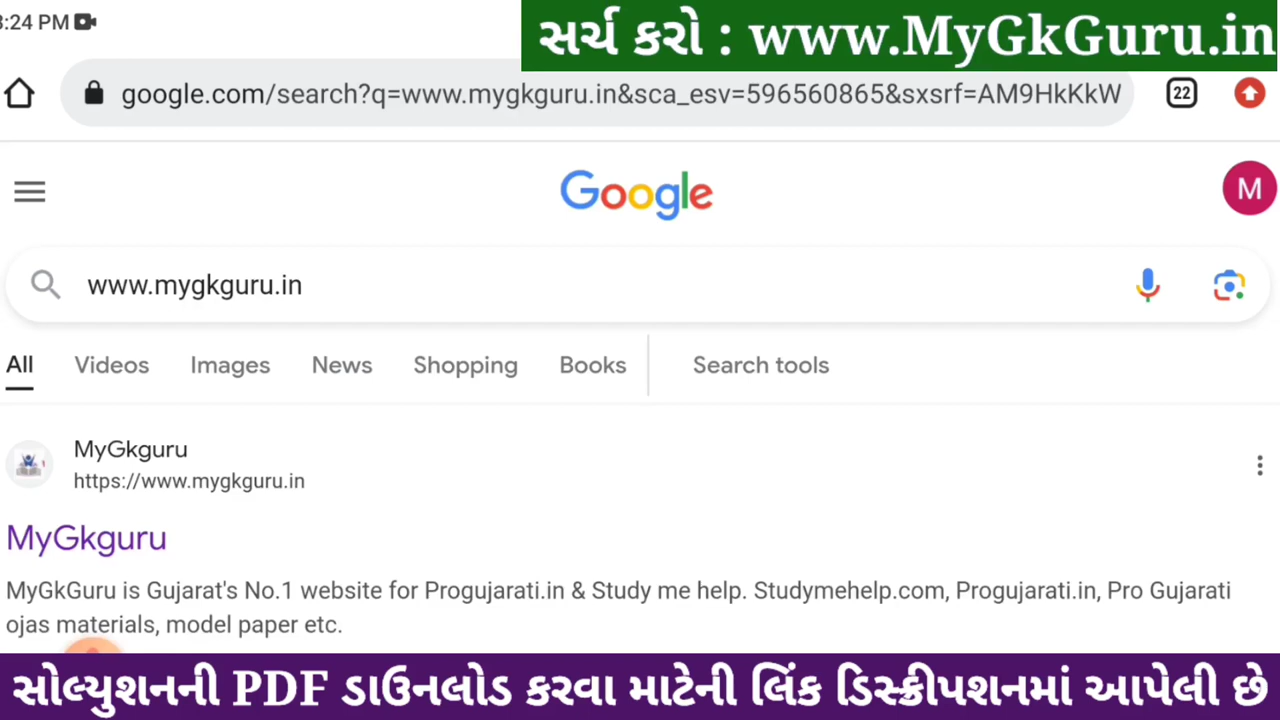 :24 PM
સર્ચ કરો : www.MyGkGuru.in
google.com/search?q=www.mygkguru.in&sca_esv=596560865&sxsrf=AM9HkKkW
22
Google
M
www.mygkguru.in
All Videos Images News Shopping Books Search tools
MyGkguru
https://www.mygkguru.in
MyGkguru
MyGkGuru is Gujarat's No.1 website for Progujarati.in & Study me help. Studymehelp.com, Progujarati.in, Pro Gujarati
ojas materials, model paper etc.
સોલ્યુશનની PDF ડાઉનલોડ કરવા માટેની લિંક ડિસ્ક્રીપશનમાં આપેલી છે